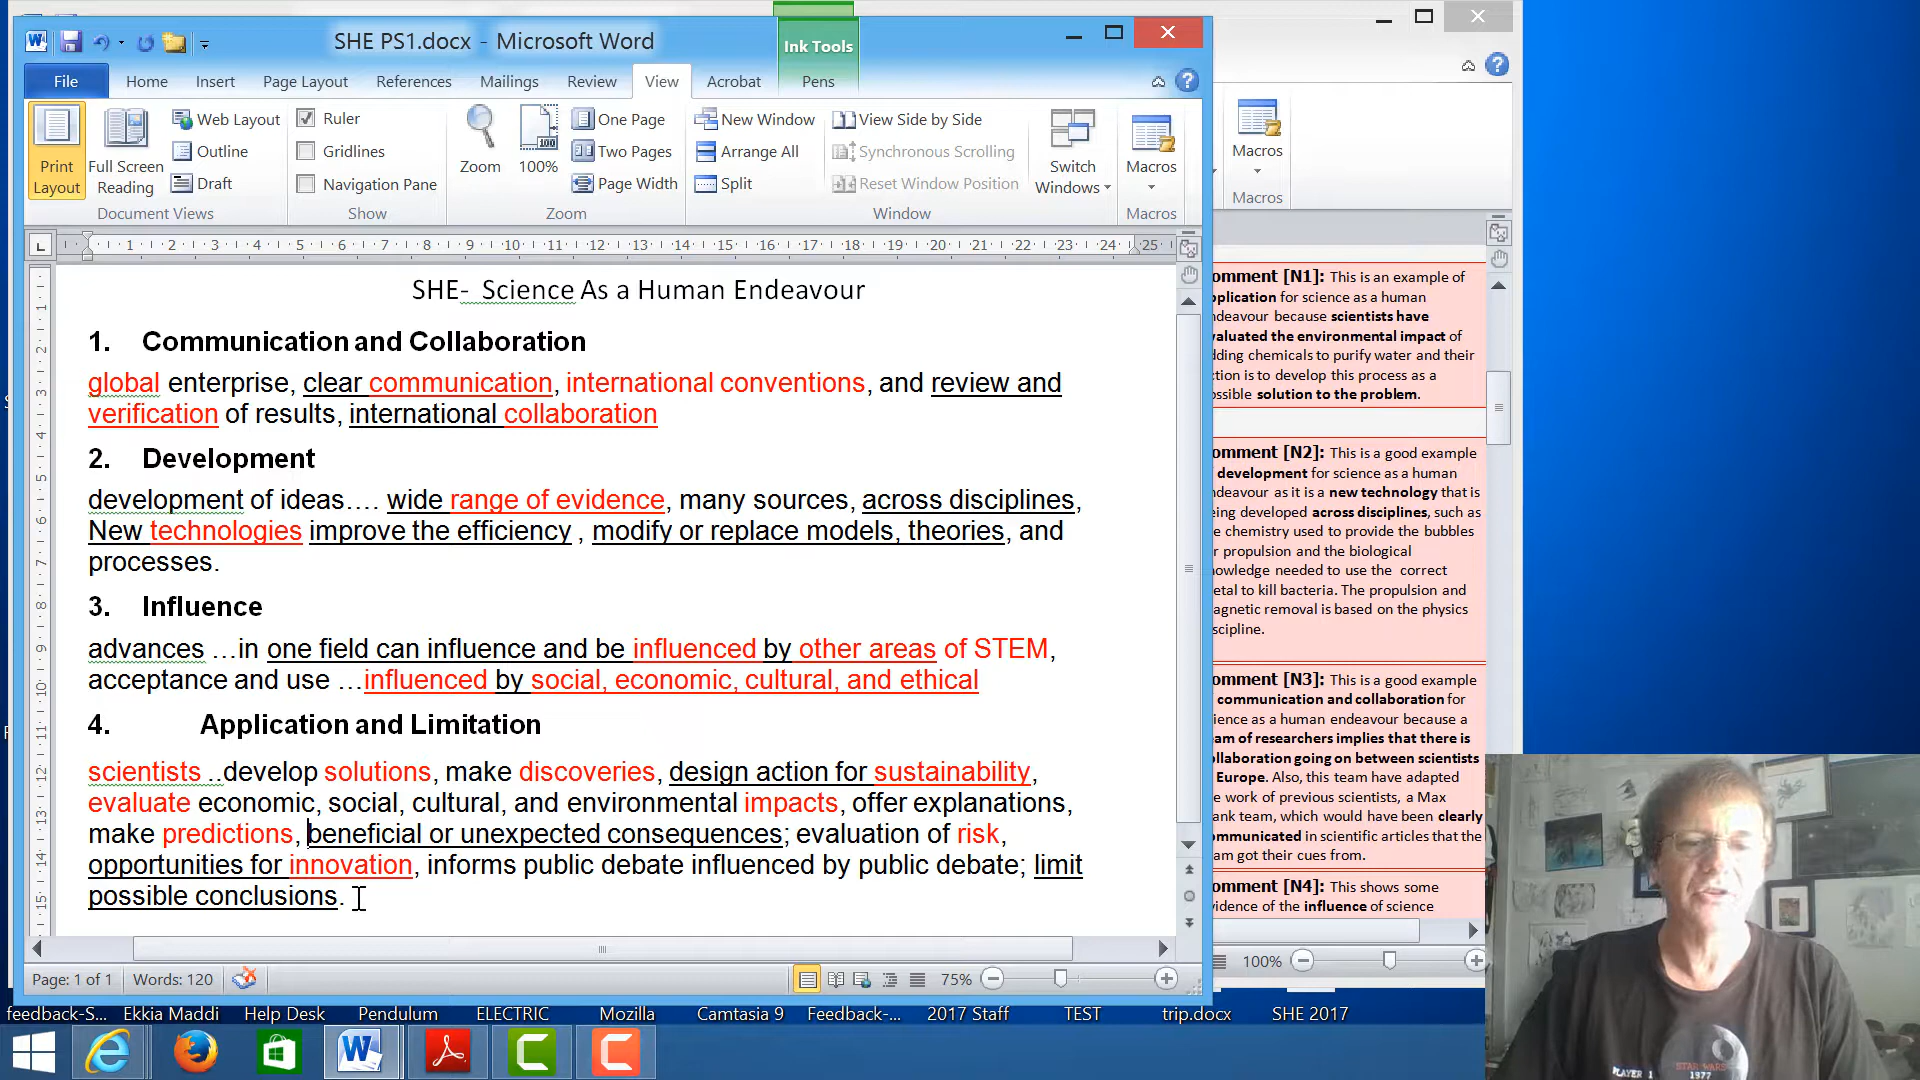 SHE PS1.docx - Microsoft Word
Ink Tools
File
Home
Insert
Page Layout
References
Mailings
Review
View
Acrobat
Pens
Print Layout
Full Screen Reading
Web Layout
Outline
Draft
Document Views
Ruler
Gridlines
Navigation Pane
Show
Zoom
100%
One Page
Two Pages
Page Width
Zoom
New Window
Arrange All
Split
View Side by Side
Synchronous Scrolling
Reset Window Position
Window
Switch Windows
Macros
Macros
Macros
Macros
SHE- Science As a Human Endeavour
1. Communication and Collaboration
global enterprise, clear communication, international conventions, and review and
verification of results, international collaboration
2. Development
development of ideas…. wide range of evidence, many sources, across disciplines,
New technologies improve the efficiency , modify or replace models, theories, and
processes.
3. Influence
advances …in one field can influence and be influenced by other areas of STEM,
acceptance and use …influenced by social, economic, cultural, and ethical
4. Application and Limitation
scientists ..develop solutions, make discoveries, design action for sustainability,
evaluate economic, social, cultural, and environmental impacts, offer explanations,
make predictions, beneficial or unexpected consequences; evaluation of risk,
opportunities for innovation, informs public debate influenced by public debate; limit
possible conclusions.
omment [N1]: This is an example of
pplication for science as a human
ndeavour because scientists have
valuated the environmental impact of
dding chemicals to purify water and their
ction is to develop this process as a
ossible solution to the problem.
omment [N2]: This is a good example
development for science as a human
ndeavour as it is a new technology that is
eing developed across disciplines, such as
e chemistry used to provide the bubbles
r propulsion and the biological
nowledge needed to use the correct
etal to kill bacteria. The propulsion and
agnetic removal is based on the physics
scipline.
omment [N3]: This is a good example
communication and collaboration for
ience as a human endeavour because a
am of researchers implies that there is
ollaboration going on between scientists
Europe. Also, this team have adapted
e work of previous scientists, a Max
ank team, which would have been clearly
mmunicated in scientific articles that the
am got their cues from.
omment [N4]: This shows some
vidence of the influence of science
Page: 1 of 1
Words: 120
75%
100%
feedback-S...
Ekkia Maddi
Help Desk
Pendulum
ELECTRIC
Mozilla
Camtasia 9
Feedback-...
2017 Staff
TEST
trip.docx
SHE 2017
STAR WARS
PLAYER 1
1977